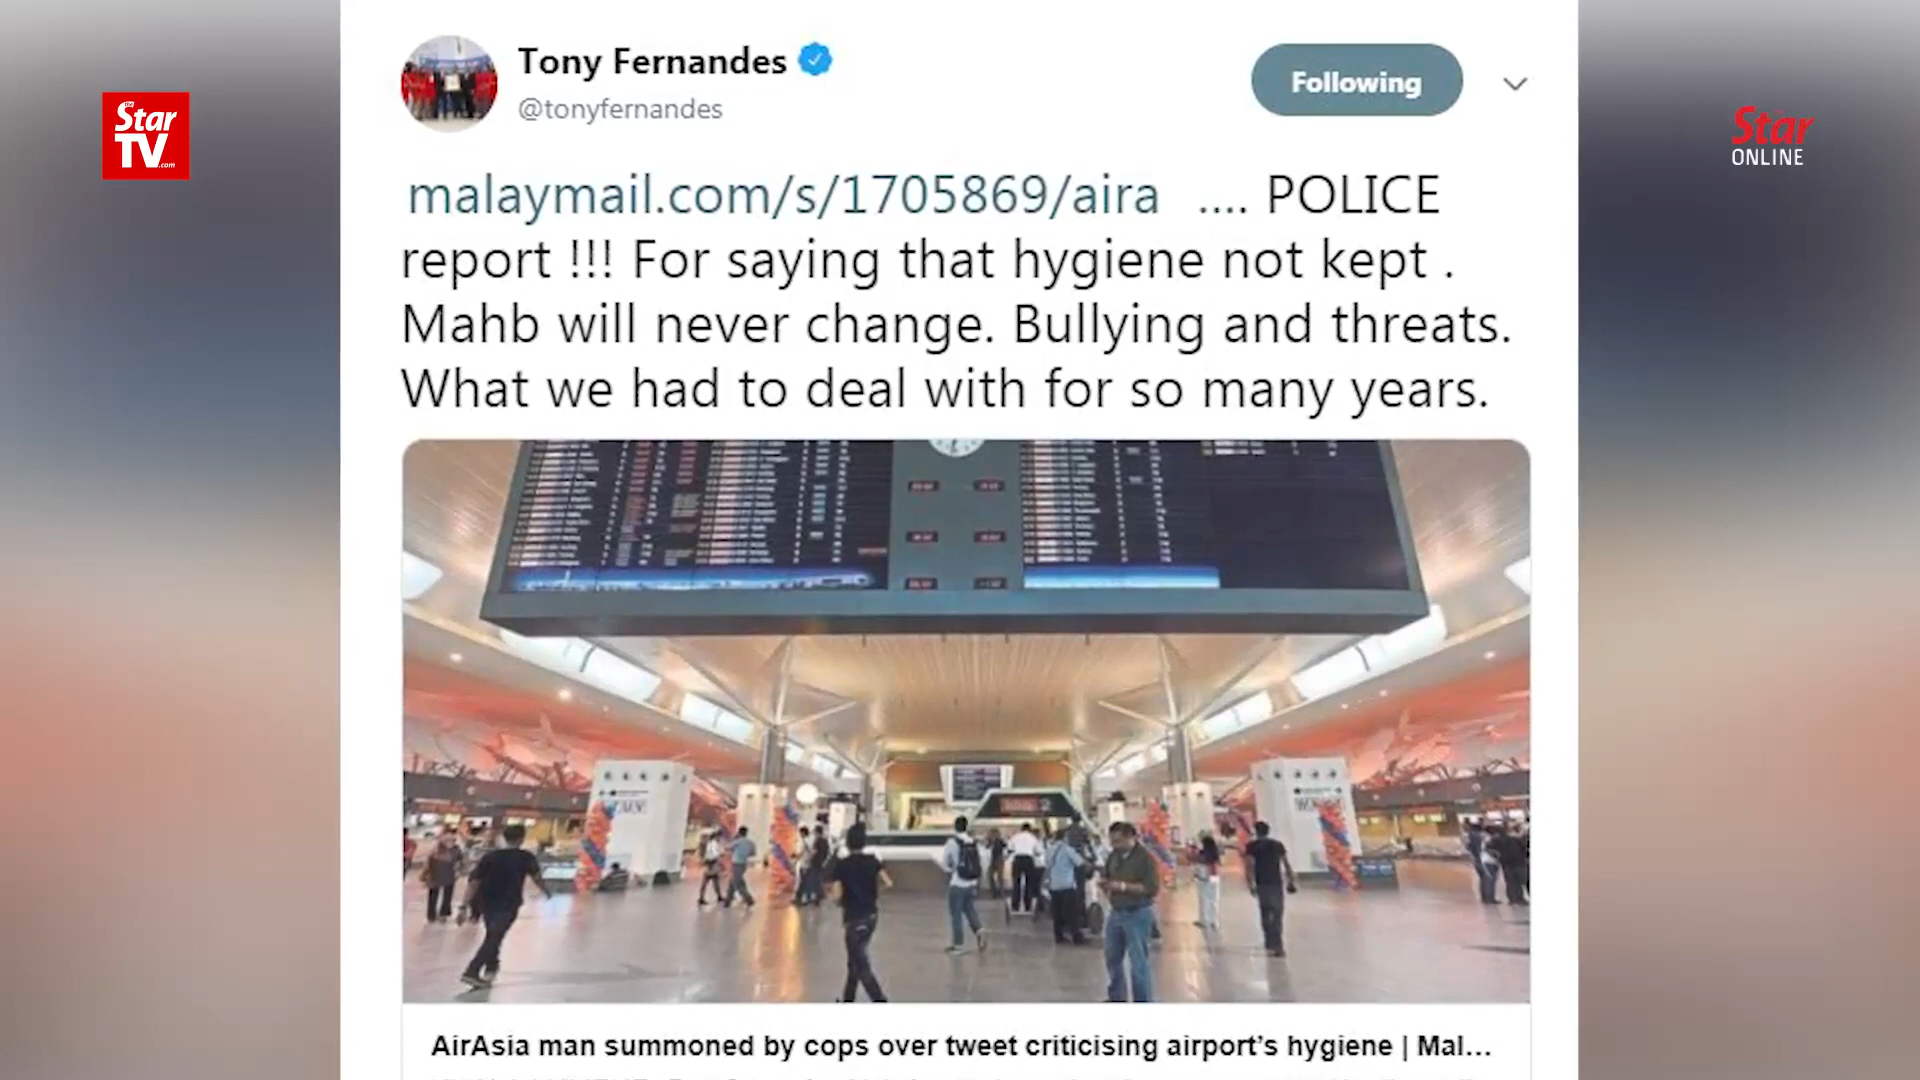 Tony Fernandes
@tonyfernandes
Following
The Star
TV.com
Star
ONLINE
malaymail.com/s/1705869/aira .... POLICE
report !!! For saying that hygiene not kept .
Mahb will never change. Bullying and threats.
What we had to deal with for so many years.
AirAsia man summoned by cops over tweet criticising airport's hygiene | Mal...